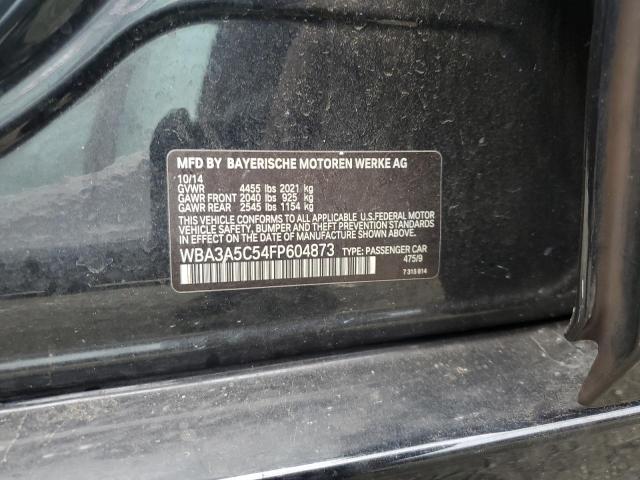 MFD BY BAYERISCHE MOTOREN WERKE AG
10/14
GVWR 4455 lbs 2021 kg
GAWR FRONT 2040 lbs 925 kg
GAWR REAR 2545 lbs 1154 kg
THIS VEHICLE CONFORMS TO ALL APPLICABLE U.S.FEDERAL MOTOR
VEHICLE SAFETY, BUMPER AND THEFT PREVENTION STANDARDS
IN EFFECT ON THE DATE OF MANUFACTURE SHOWN ABOVE.
WBA3A5C54FP604873 TYPE: PASSENGER CAR
475/9
7 315 814